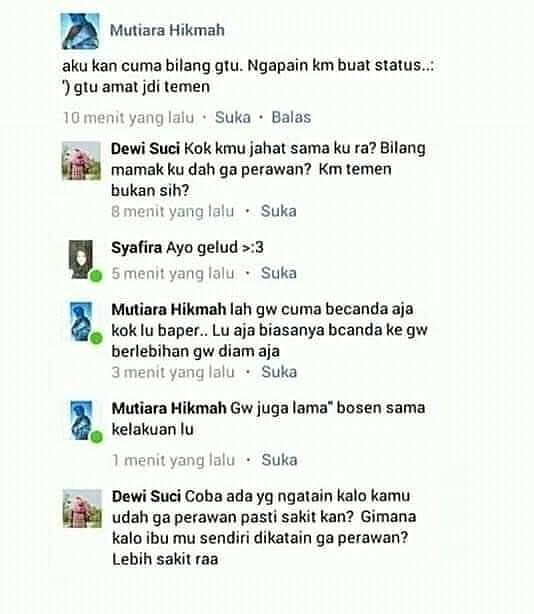 Mutiara Hikmah
aku kan cuma bilang gtu. Ngapain km buat status..:
') gtu amat jdi temen
10 menit yang lalu · Suka · Balas
Dewi Suci Kok kmu jahat sama ku ra? Bilang
mamak ku dah ga perawan? Km temen
bukan sih?
8 menit yang lalu · Suka
Syafira Ayo gelud >:3
5 menit yang lalu · Suka
Mutiara Hikmah lah gw cuma becanda aja
kok lu baper.. Lu aja biasanya bcanda ke gw
berlebihan gw diam aja
3 menit yang lalu · Suka
Mutiara Hikmah Gw juga lama" bosen sama
kelakuan lu
1 menit yang lalu · Suka
Dewi Suci Coba ada yg ngatain kalo kamu
udah ga perawan pasti sakit kan? Gimana
kalo ibu mu sendiri dikatain ga perawan?
Lebih sakit raa